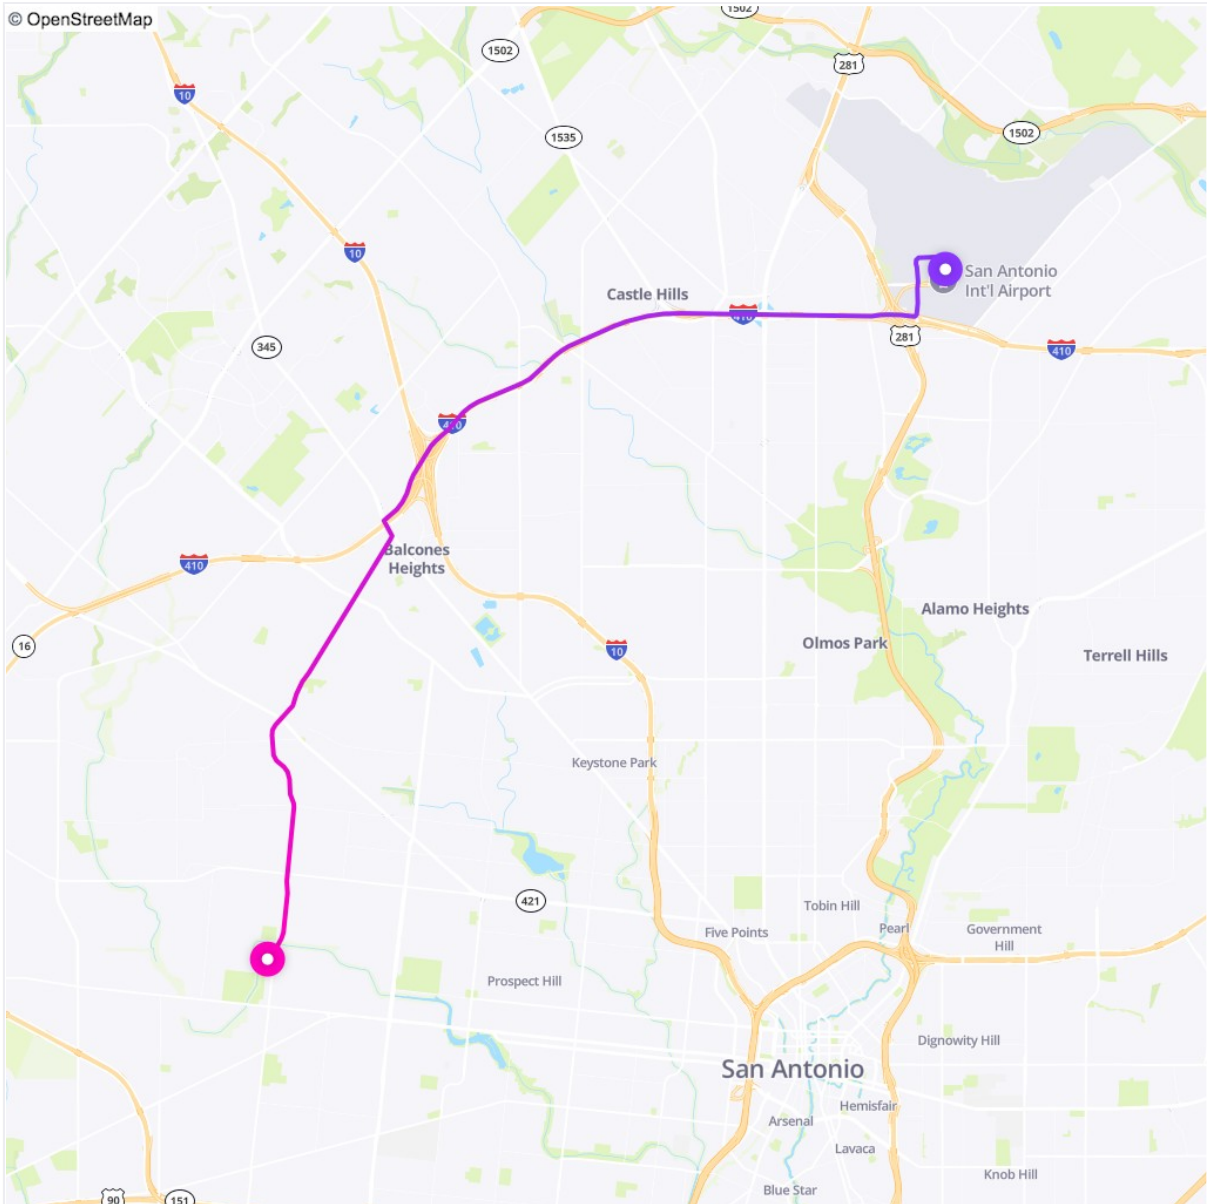 © OpenStreetMap
1502
1502
281
10
1535
1502
10
San Antonio
Int'l Airport
Castle Hills
410
281
345
410
410
Balcones
Heights
410
Alamo Heights
16
Olmos Park
10
Terrell Hills
Keystone Park
421
Tobin Hill
Five Points
Pearl
Government
Hill
Prospect Hill
Dignowity Hill
San Antonio
Hemisfair
Arsenal
Lavaca
Knob Hill
Blue Star
90
151